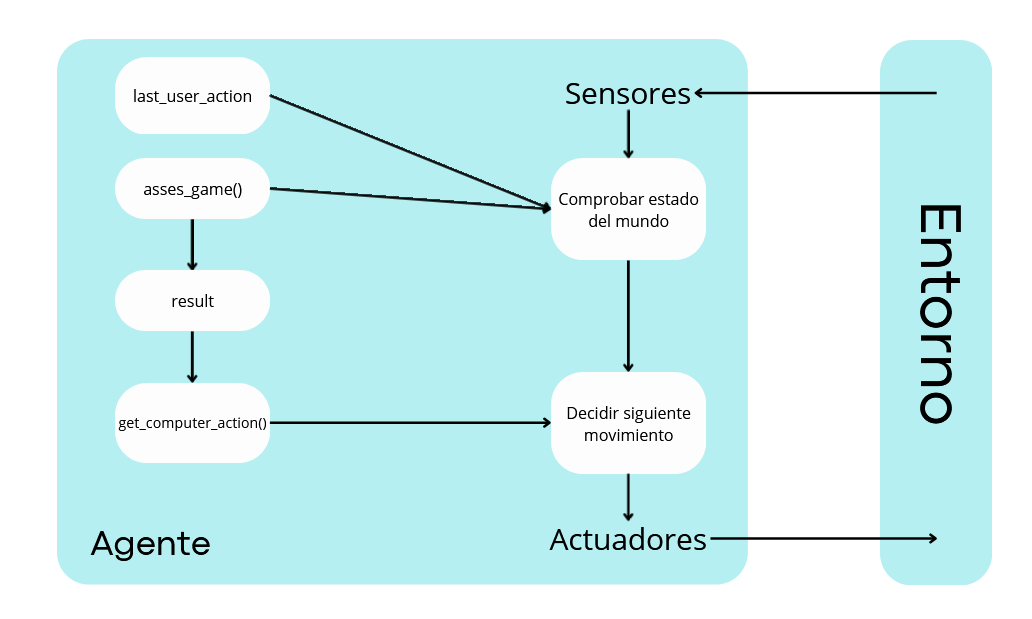 last_user_action
asses_game()
result
get_computer_action()
Agente
Sensores
Comprobar estado
del mundo
Decidir siguiente
movimiento
Actuadores
Entorno